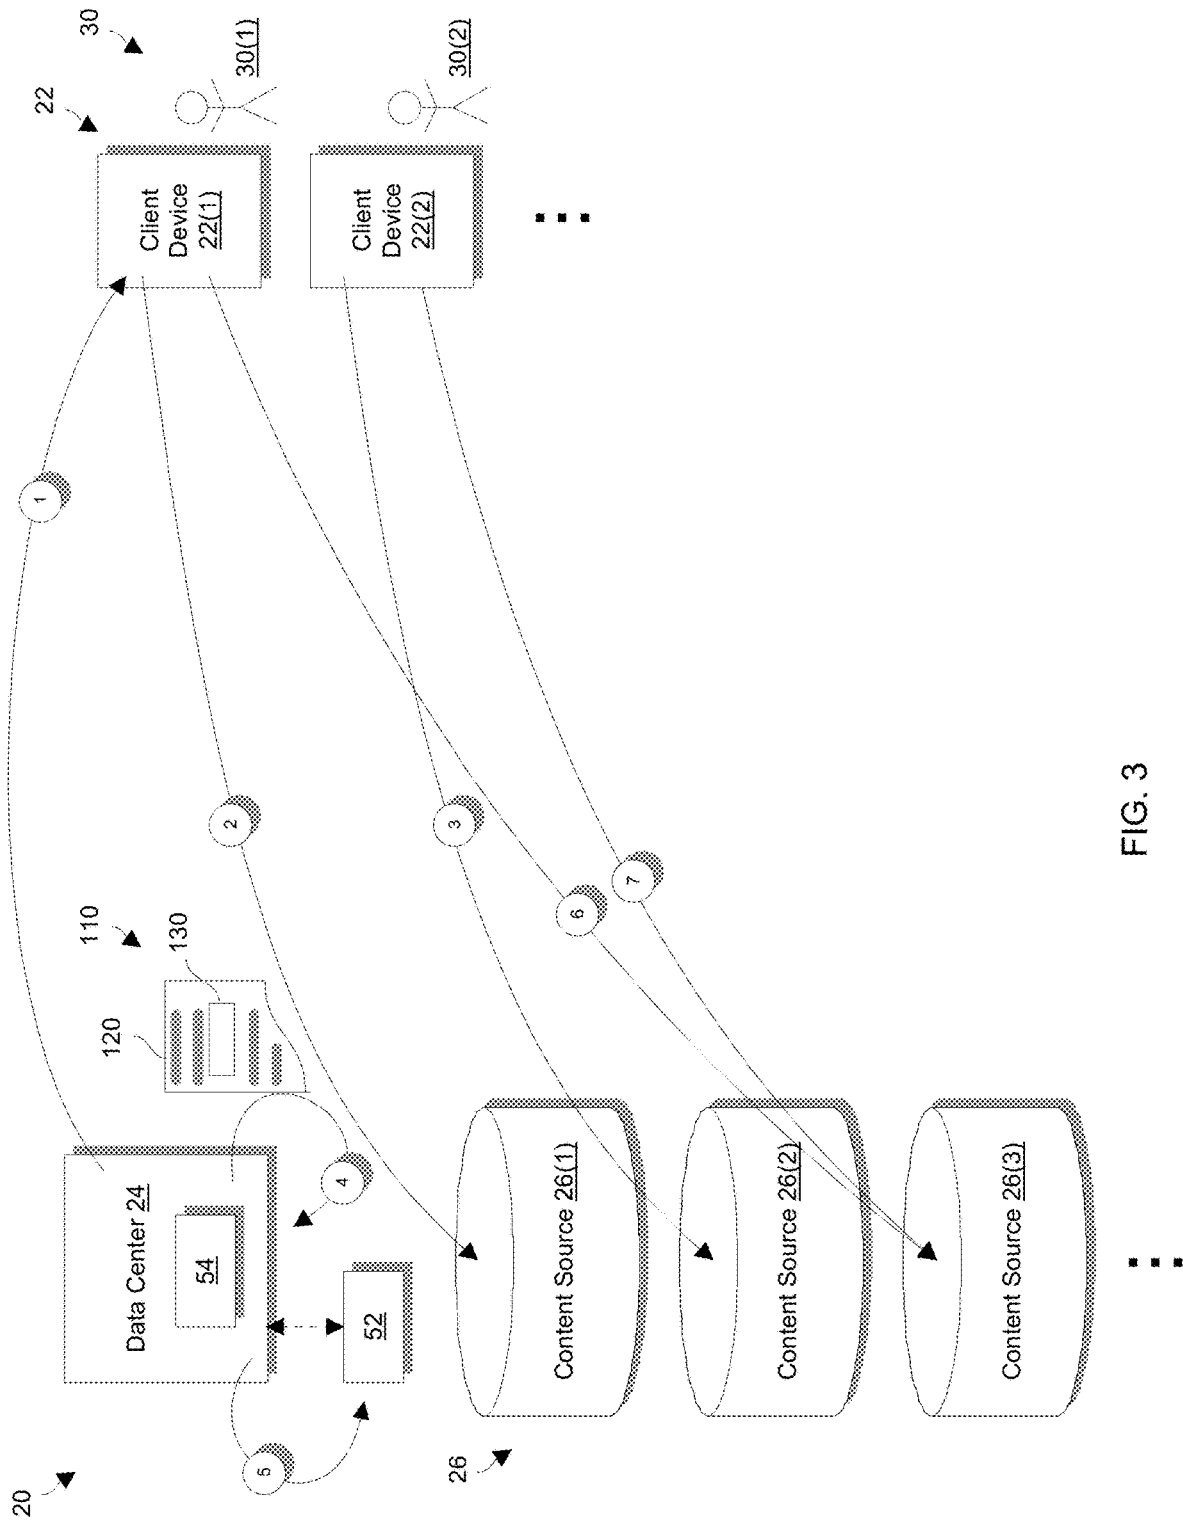 20
Data Center 24
54
52
5
4
120
110
130
1
2
3
6
7
22
30
Client
Device
22(1)
30(1)
Client
Device
22(2)
30(2)
26
Content Source 26(1)
Content Source 26(2)
Content Source 26(3)
FIG. 3